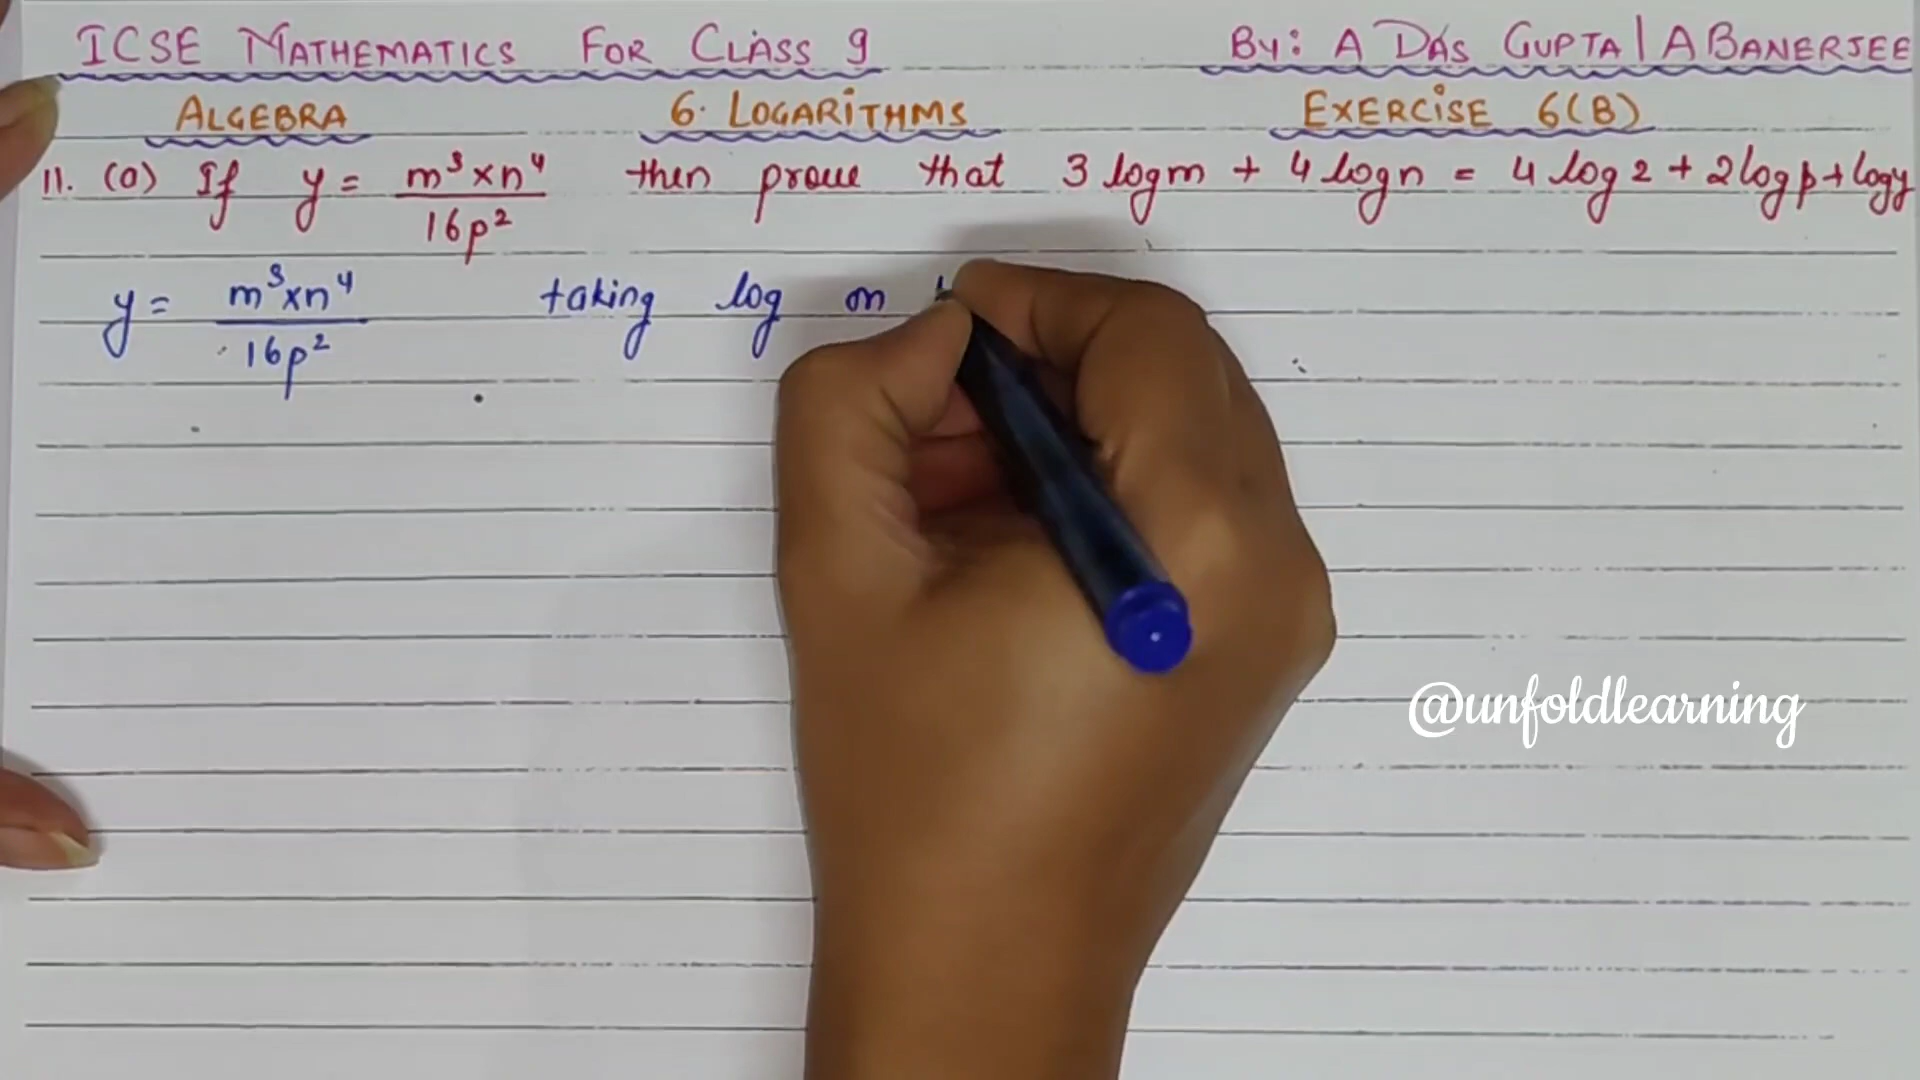 ICSE MATHEMATICS FOR CLASS 9 BY: A DAS GUPTA | A BANERJEE
ALGEBRA 6. LOGARITHMS EXERCISE 6(B)
11. (a) If y = m³×n⁴ / 16p² then prove that 3 log m + 4 log n = 4 log 2 + 2 log p + log y
y = m³×n⁴ / 16p² taking log on
@unfoldlearning